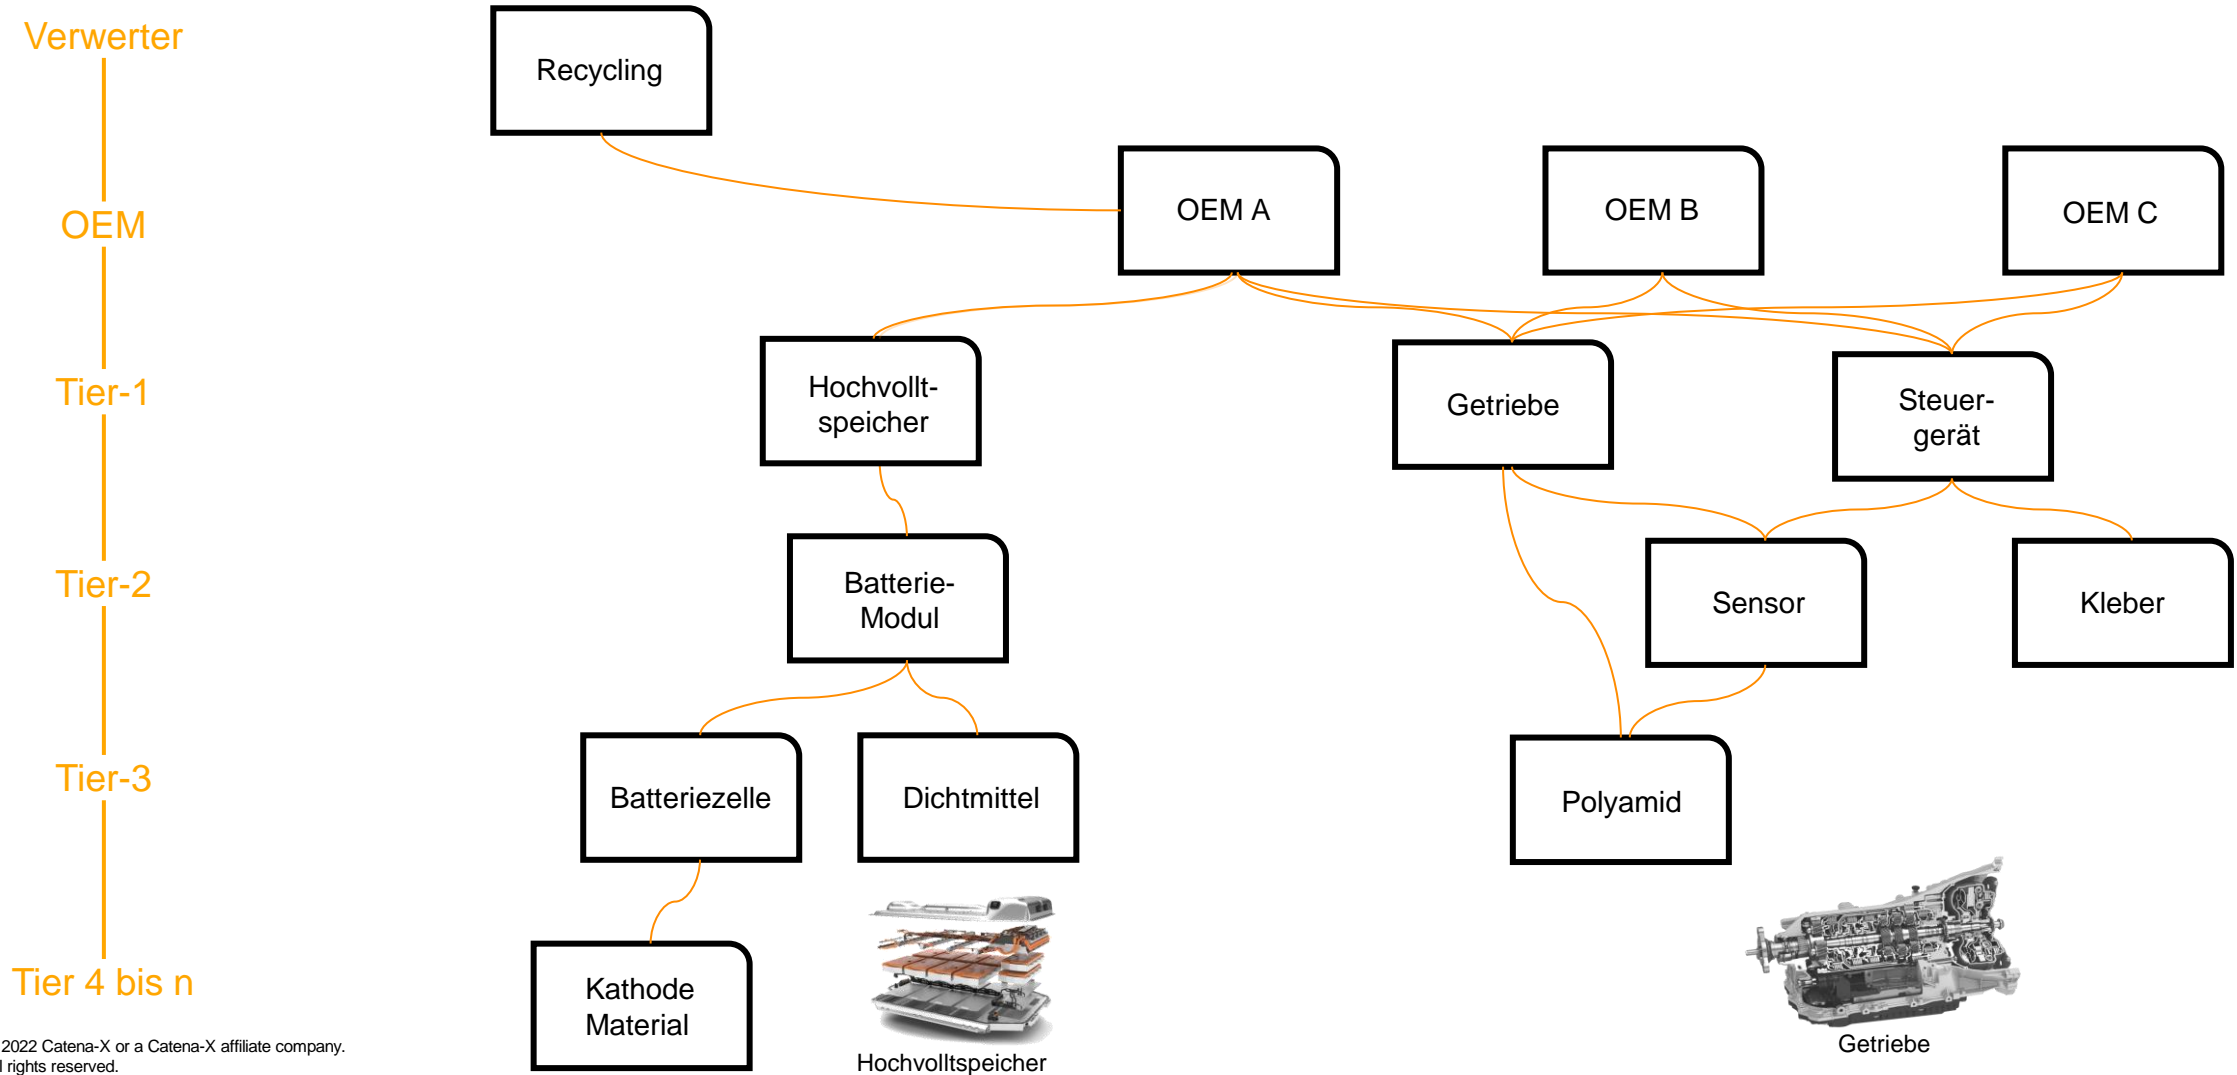 Verwerter
Recycling
OEM
OEM A
OEM B
OEM C
Tier-1
Hochvollt-
speicher
Getriebe
Steuer-
gerät
Tier-2
Batterie-
Modul
Sensor
Kleber
Tier-3
Batteriezelle
Dichtmittel
Polyamid
Tier 4 bis n
Kathode
Material
Hochvolltspeicher
Getriebe
2022 Catena-X or a Catena-X affiliate company.
l rights reserved.